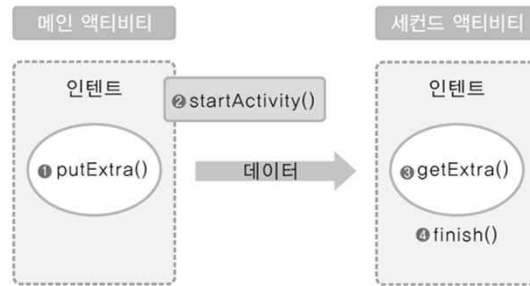 메인 액티비티
세컨드 액티비티
인텐트
인텐트
❷startActivity()
❶putExtra()
데이터
❸getExtra()
❹finish()